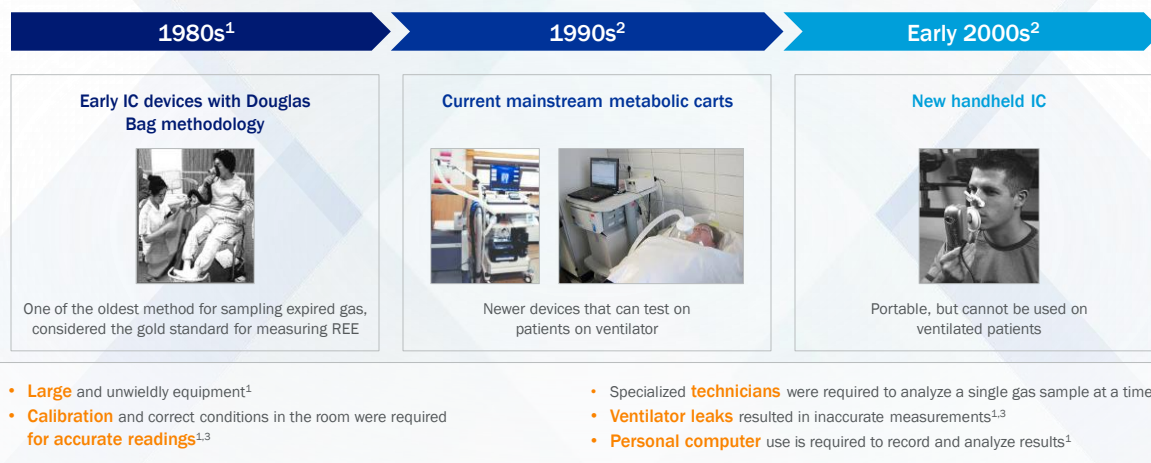 1980s1
1990s2
Early 2000s2
Early IC devices with Douglas
Bag methodology
One of the oldest method for sampling expired gas,
considered the gold standard for measuring REE
Current mainstream metabolic carts
Newer devices that can test on
patients on ventilator
New handheld IC
Portable, but cannot be used on
ventilated patients
• Large and unwieldly equipment1
• Calibration and correct conditions in the room were required
for accurate readings1,3
• Specialized technicians were required to analyze a single gas sample at a time
• Ventilator leaks resulted in inaccurate measurements1,3
• Personal computer use is required to record and analyze results1